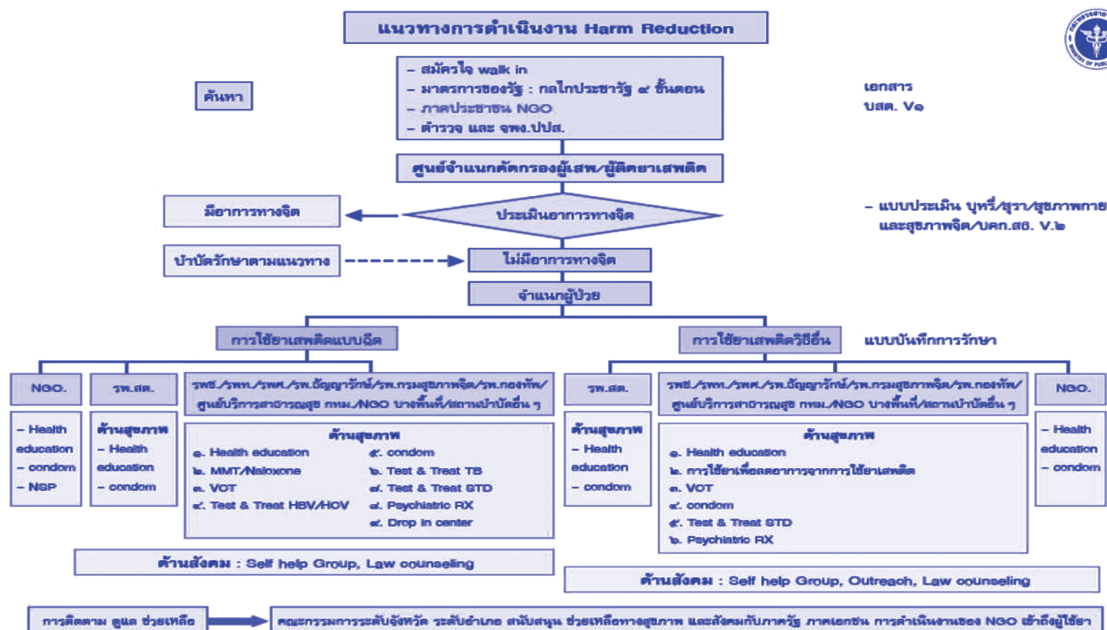 แนวทางการดำเนินงาน Harm Reduction
ค้นหา
– สมัครใจ walk in
– มาตรการของรัฐ : กลไกประชารัฐ ๙ ขั้นตอน
– ภาคประชาชน NGO
– ตำรวจ และ จพง.ปปส.
เอกสาร
บสต. V๑
ศูนย์จำแนกคัดกรองผู้เสพ/ผู้ติดยาเสพติด
มีอาการทางจิต
ประเมินอาการทางจิต
– แบบประเมิน บุหรี่/สุรา/สุขภาพกาย
และสุขภาพจิต/บคก.สธ. V.๒
บำบัดรักษาตามแนวทาง
ไม่มีอาการทางจิต
จำแนกผู้ป่วย
การใช้ยาเสพติดแบบฉีด
การใช้ยาเสพติดวิธีอื่น
แบบบันทึกการรักษา
NGO.
– Health
education
– condom
– NSP
รพ.สต.
ด้านสุขภาพ
– Health
education
– condom
รพช./รพท./รพศ./รพ.ธัญญารักษ์/รพ.กรมสุขภาพจิต/รพ.กองทัพ/
ศูนย์บริการสาธารณสุข กทม./NGO บางพื้นที่/สถานบำบัดอื่น ๆ
ด้านสุขภาพ
๑. Health education
๒. MMT/Naloxone
๓. VCT
๔. Test & Treat HBV/HCV
๕. condom
๖. Test & Treat TB
๗. Test & Treat STD
๘. Psychiatric RX
๙. Drop in center
รพ.สต.
ด้านสุขภาพ
– Health
education
– condom
รพช./รพท./รพศ./รพ.ธัญญารักษ์/รพ.กรมสุขภาพจิต/รพ.กองทัพ/
ศูนย์บริการสาธารณสุข กทม./NGO บางพื้นที่/สถานบำบัดอื่น ๆ
ด้านสุขภาพ
๑. Health education
๒. การใช้ยาเพื่อลดอาการจากการใช้ยาเสพติด
๓. VCT
๔. condom
๕. Test & Treat STD
๖. Psychiatric RX
NGO.
– Health
education
– condom
ด้านสังคม : Self help Group, Law counseling
ด้านสังคม : Self help Group, Outreach, Law counseling
การติดตาม ดูแล ช่วยเหลือ
คณะกรรมการระดับจังหวัด ระดับอำเภอ สนับสนุน ช่วยเหลือทางสุขภาพ และสังคมกับภาครัฐ ภาคเอกชน การดำเนินงานของ NGO เข้าถึงผู้ใช้ยา